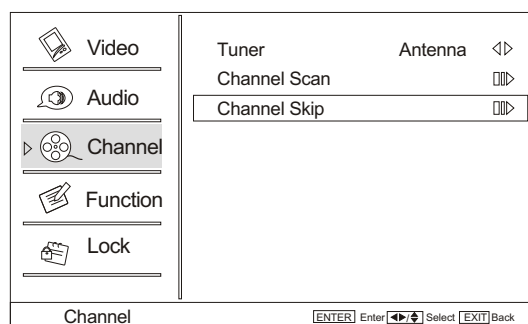 Video
Audio
Channel
Function
Lock
Tuner Antenna
Channel Scan
Channel Skip
Channel
ENTER Enter / Select EXIT Back